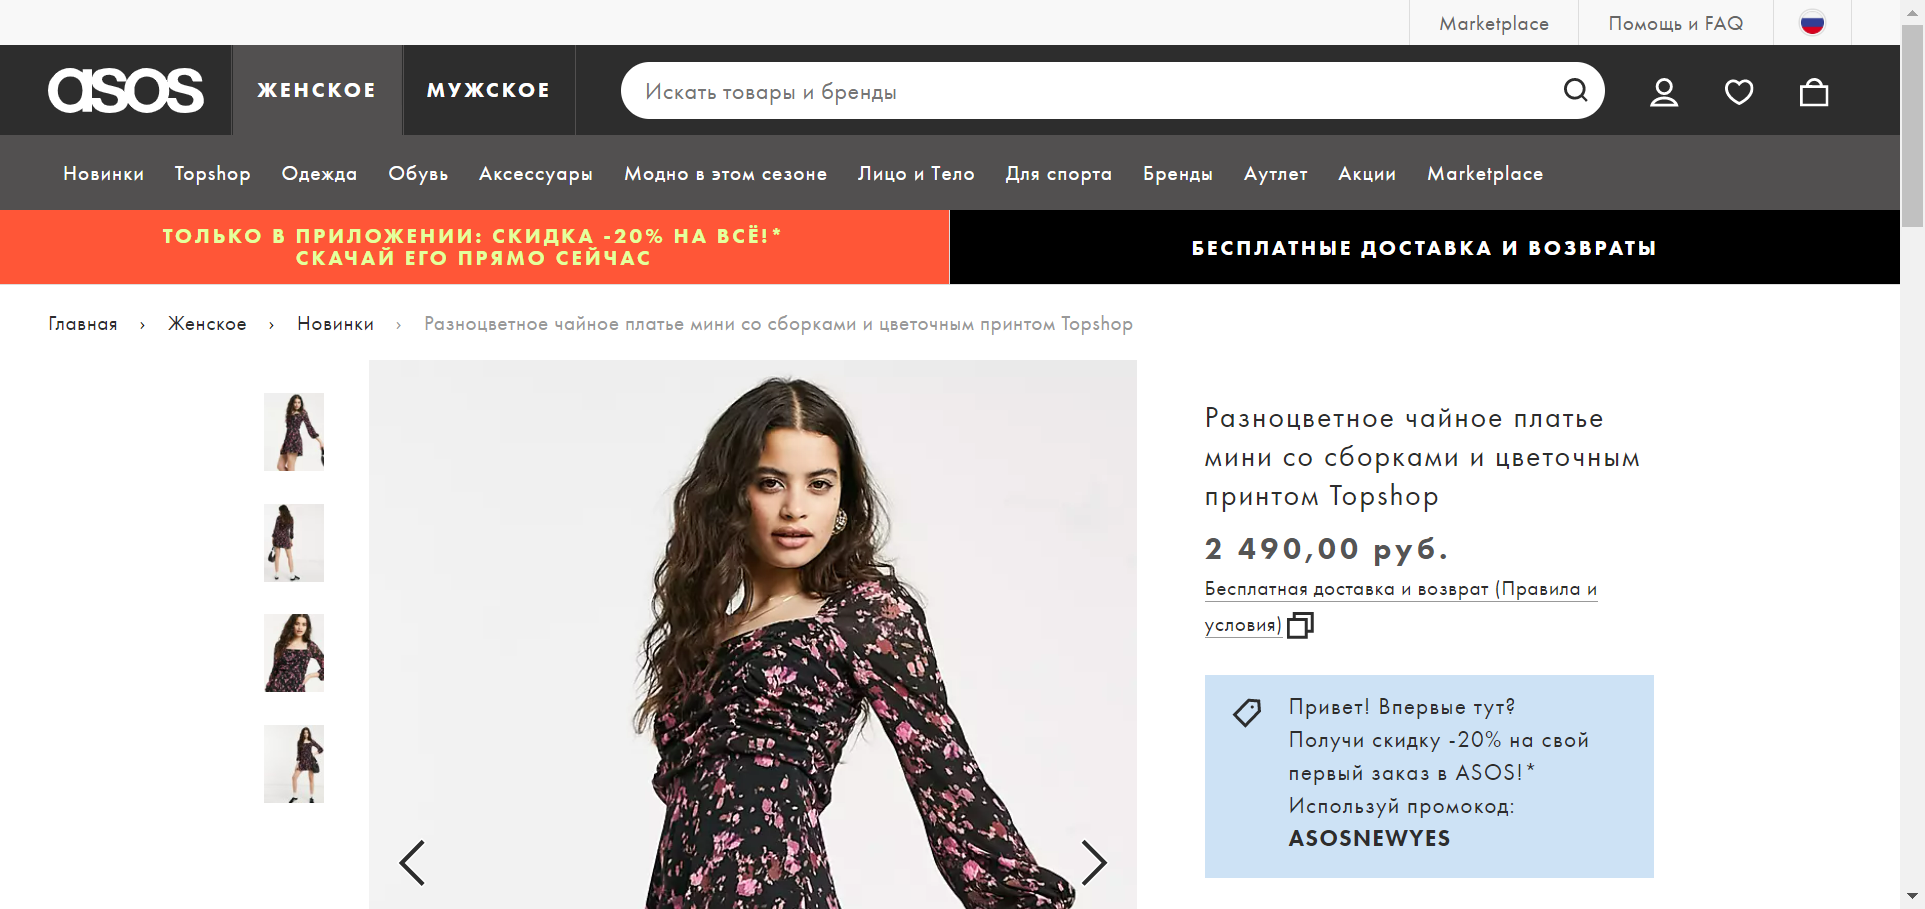 Marketplace
Помощь и FAQ
asos
ЖЕНСКОЕ
МУЖСКОЕ
Искать товары и бренды
Новинки
Topshop
Одежда
Обувь
Аксессуары
Модно в этом сезоне
Лицо и Тело
Для спорта
Бренды
Аутлет
Акции
Marketplace
ТОЛЬКО В ПРИЛОЖЕНИИ: СКИДКА -20% НА ВСЁ!*
СКАЧАЙ ЕГО ПРЯМО СЕЙЧАС
БЕСПЛАТНЫЕ ДОСТАВКА И ВОЗВРАТЫ
Главная › Женское › Новинки › Разноцветное чайное платье мини со сборками и цветочным принтом Topshop
Разноцветное чайное платье
мини со сборками и цветочным
принтом Topshop
2 490,00 руб.
Бесплатная доставка и возврат (Правила и
условия)
Привет! Впервые тут?
Получи скидку -20% на свой
первый заказ в ASOS!*
Используй промокод:
ASOSNEWYES